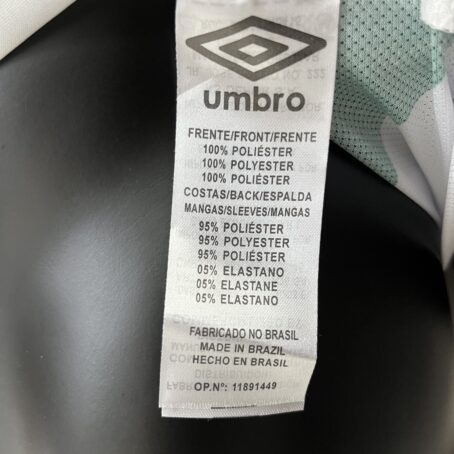 umbro
FRENTE/FRONT/FRENTE
100% POLIÉSTER
100% POLYESTER
100% POLIÉSTER
COSTAS/BACK/ESPALDA
MANGAS/SLEEVES/MANGAS
95% POLIÉSTER
95% POLYESTER
95% POLIÉSTER
05% ELASTANO
05% ELASTANE
05% ELASTANO
FABRICADO NO BRASIL
MADE IN BRAZIL
HECHO EN BRASIL
OP.Nº: 11891449